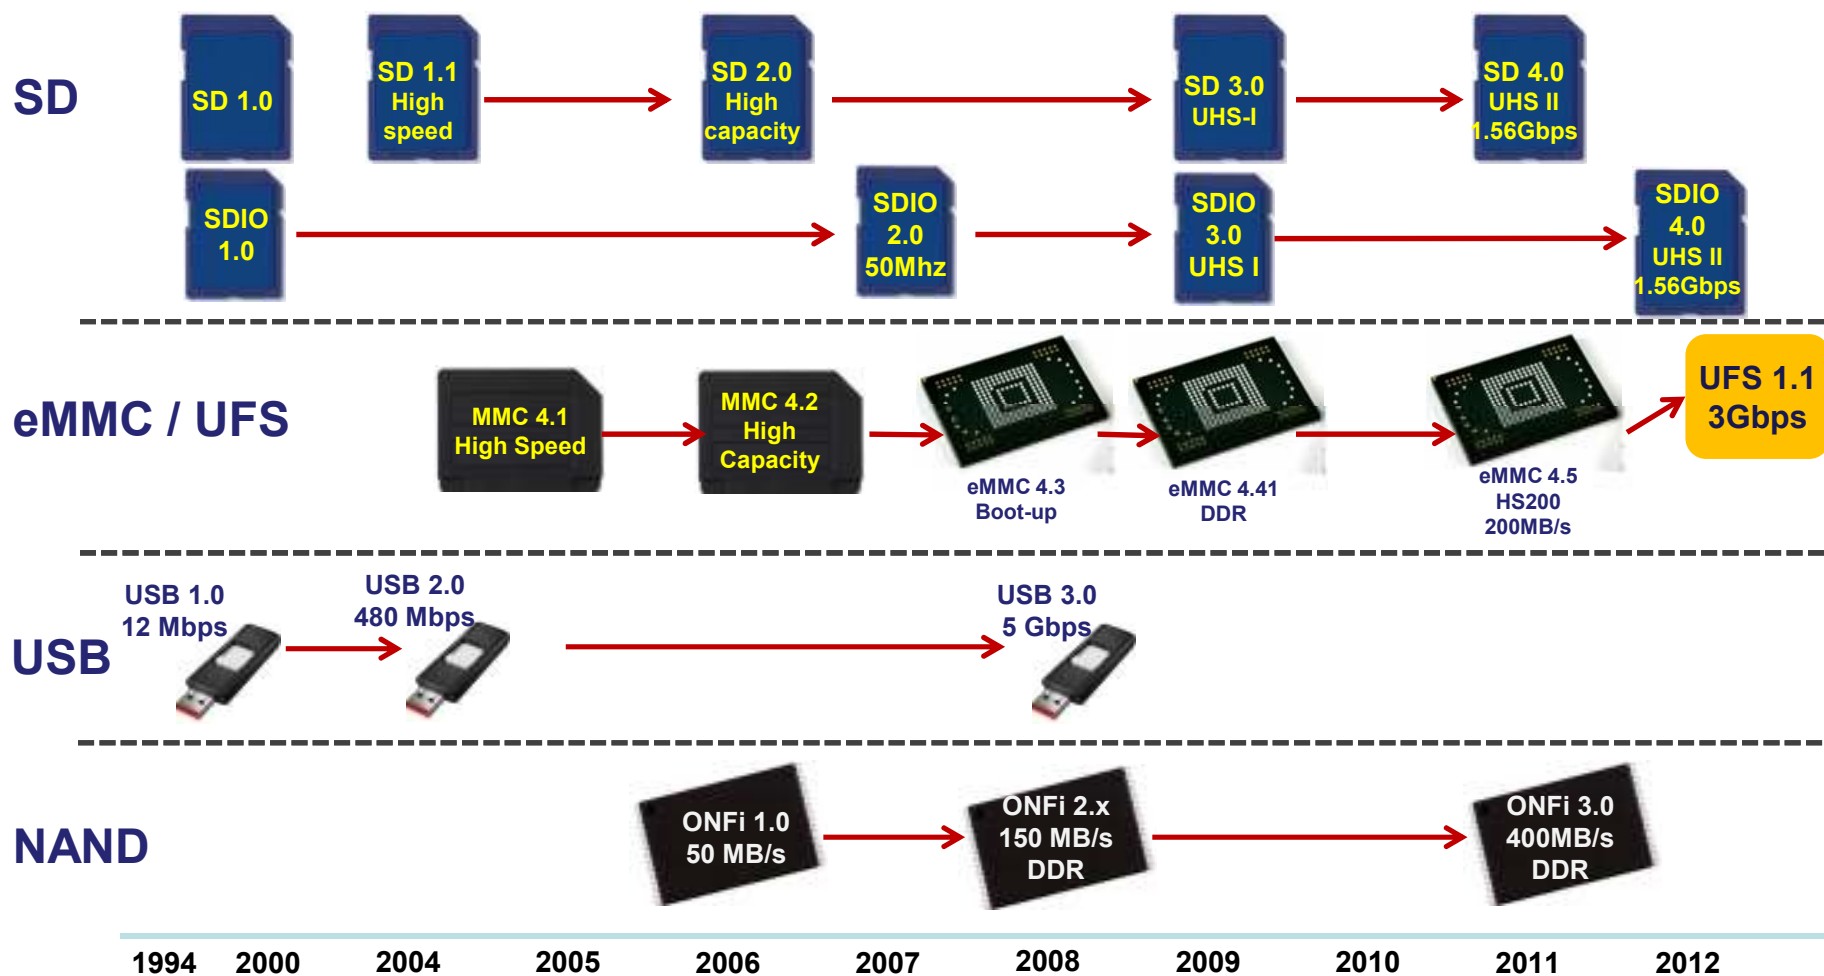 SD
SD 1.0
SD 1.1
High
speed
SD 2.0
High
capacity
SD 3.0
UHS-I
SD 4.0
UHS II
1.56Gbps
SDIO
1.0
SDIO
2.0
50Mhz
SDIO
3.0
UHS I
SDIO
4.0
UHS II
1.56Gbps
eMMC / UFS
MMC 4.1
High Speed
MMC 4.2
High
Capacity
eMMC 4.3
Boot-up
eMMC 4.41
DDR
eMMC 4.5
HS200
200MB/s
UFS 1.1
3Gbps
USB
USB 1.0
12 Mbps
USB 2.0
480 Mbps
USB 3.0
5 Gbps
NAND
ONFi 1.0
50 MB/s
ONFi 2.x
150 MB/s
DDR
ONFi 3.0
400MB/s
DDR
1994 2000 2004 2005 2006 2007 2008 2009 2010 2011 2012